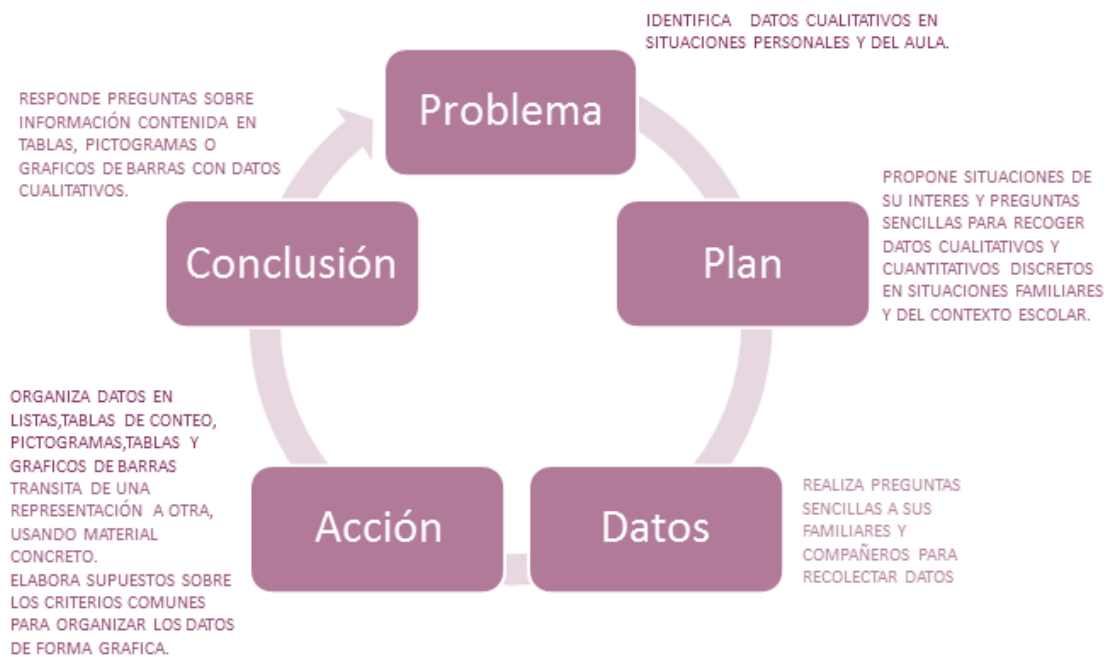 IDENTIFICA DATOS CUALITATIVOS EN
SITUACIONES PERSONALES Y DEL AULA.
Problema
PROPONE SITUACIONES DE
SU INTERES Y PREGUNTAS
SENCILLAS PARA RECOGER
DATOS CUALITATIVOS Y
CUANTITATIVOS DISCRETOS
EN SITUACIONES FAMILIARES
Y DEL CONTEXTO ESCOLAR.
Plan
REALIZA PREGUNTAS
SENCILLAS A SUS
FAMILIARES Y
COMPAÑEROS PARA
RECOLECTAR DATOS
Datos
Acción
ORGANIZA DATOS EN
LISTAS,TABLAS DE CONTEO,
PICTOGRAMAS,TABLAS Y
GRAFICOS DE BARRAS
TRANSITA DE UNA
REPRESENTACIÓN A OTRA,
USANDO MATERIAL
CONCRETO.
ELABORA SUPUESTOS SOBRE
LOS CRITERIOS COMUNES
PARA ORGANIZAR LOS DATOS
DE FORMA GRAFICA.
Conclusión
RESPONDE PREGUNTAS SOBRE
INFORMACIÓN CONTENIDA EN
TABLAS, PICTOGRAMAS O
GRAFICOS DE BARRAS CON DATOS
CUALITATIVOS.